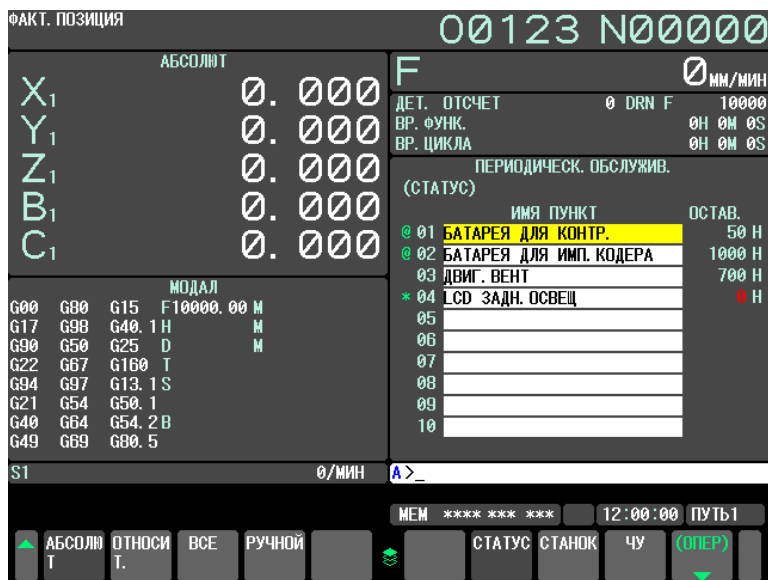 ФАКТ. ПОЗИЦИЯ
O0123 N00000
АБСОЛЮТ
X1 0. 000
Y1 0. 000
Z1 0. 000
B1 0. 000
C1 0. 000
F 0 ММ/МИН
ДЕТ. ОТСЧЕТ 0 DRN F 10000
ВР. ФУНК. 0H 0M 0S
ВР. ЦИКЛА 0H 0M 0S
МОДАЛ
G00 G80 G15 F10000. 00 M
G17 G98 G40. 1 H M
G90 G50 G25 D M
G22 G67 G160 T
G94 G97 G13. 1 S
G21 G54 G50. 1
G40 G64 G54. 2 B
G49 G69 G80. 5
S1 0/МИН
ПЕРИОДИЧЕСК. ОБСЛУЖИВ.
(СТАТУС)
ИМЯ ПУНКТ ОСТАВ.
@ 01 БАТАРЕЯ ДЛЯ КОНТР. 50 H
@ 02 БАТАРЕЯ ДЛЯ ИМП. КОДЕРА 1000 H
03 ДВИГ. ВЕНТ 700 H
* 04 LCD ЗАДН. ОСВЕЩ 0 H
05
06
07
08
09
10
A >_
MEM **** *** *** 12:00:00 ПУТЬ1
АБСОЛЮ
Т
ОТНОСИ
Т.
ВСЕ
РУЧНОЙ
СТАТУС
СТАНОК
ЧУ
(ОПЕР)